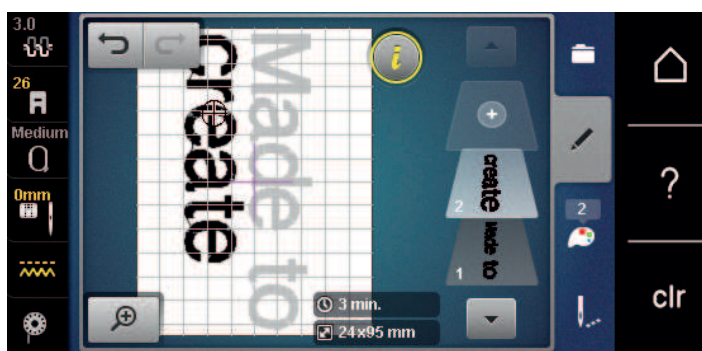 3.0
26
Medium
0mm
Made to
create
i
create
2
Made to
1
3 min.
24x95 mm
2
?
clr